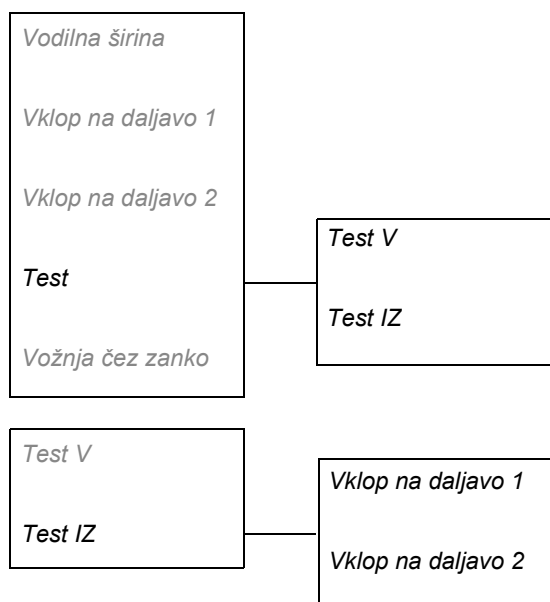 Vodilna širina
Vklop na daljavo 1
Vklop na daljavo 2
Test
Vožnja čez zanko
Test V
Test IZ
Test V
Test IZ
Vklop na daljavo 1
Vklop na daljavo 2